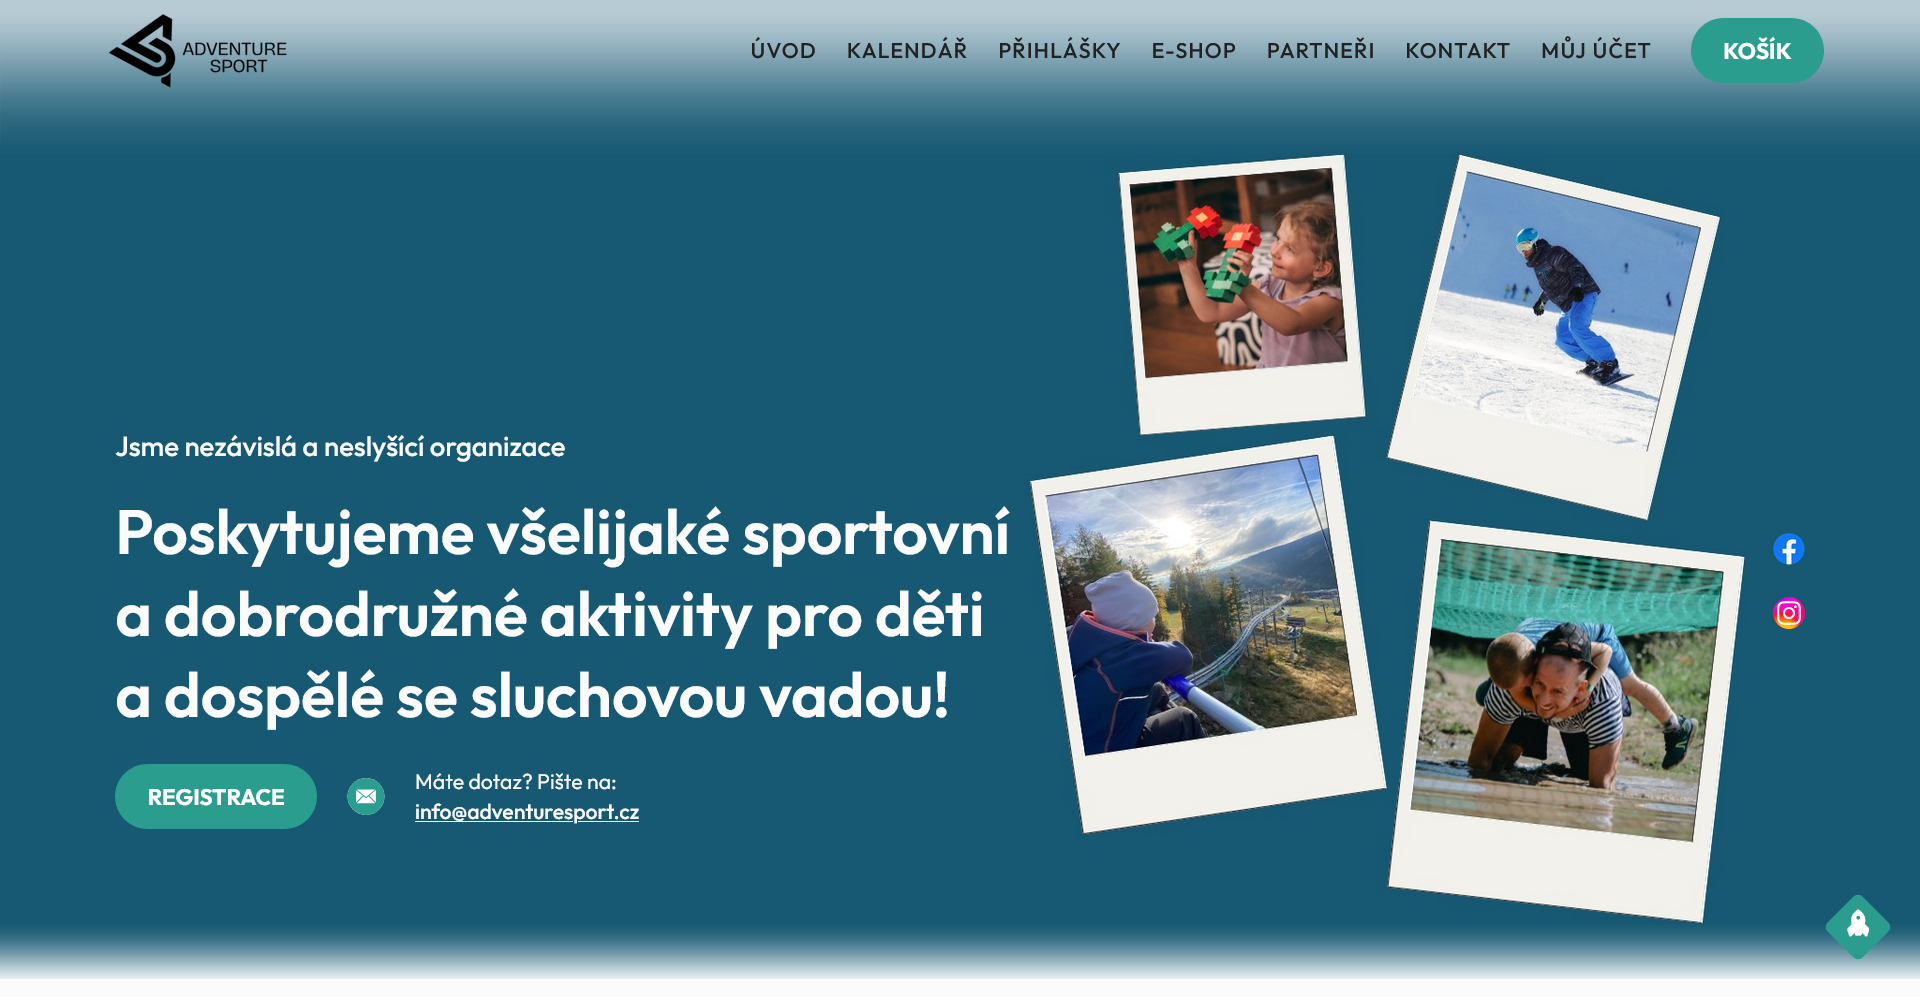 ADVENTURE
SPORT
ÚVOD KALENDÁŘ PŘIHLÁŠKY E-SHOP PARTNEŘI KONTAKT MŮJ ÚČET KOŠÍK
Jsme nezávislá a neslyšící organizace
Poskytujeme všelijaké sportovní
a dobrodružné aktivity pro děti
a dospělé se sluchovou vadou!
REGISTRACE
Máte dotaz? Pište na:
info@adventuresport.cz